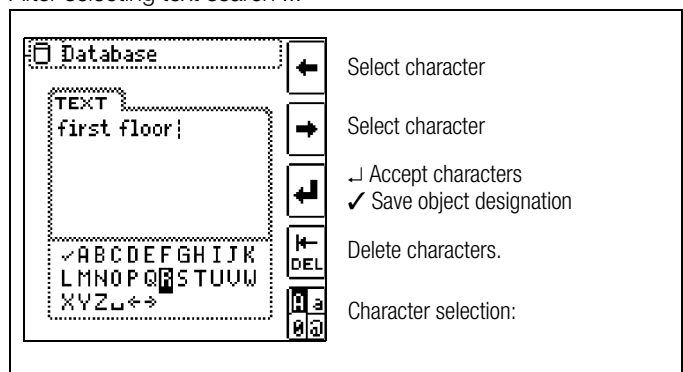 After selecting text search ...
Database
TEXT
first floor
✓ABCDEFGHIJK
LMNOPQRSTUVW
XYZ␣←→
←
→
↵
DEL
A a
0 @
Select character
Select character
↵ Accept characters
✓ Save object designation
Delete characters.
Character selection: